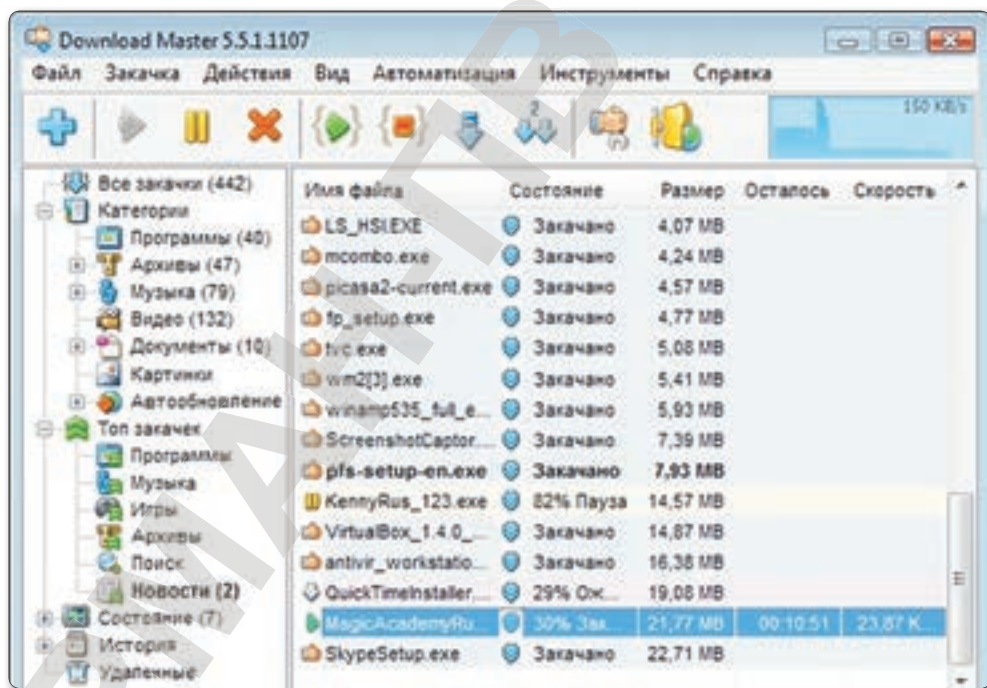 Download Master 5.5.1.1107
Файл Закачка Действия Вид Автоматизация Инструменты Справка
2
150 KB/s
Все закачки (442)
Категории
Программы (40)
Архивы (47)
Музыка (79)
Видео (132)
Документы (10)
Картинки
Автообновление
Топ закачек
Программы
Музыка
Игры
Архивы
Поиск
Новости (2)
Состояние (7)
История
Удаленные
Имя файла Состояние Размер Осталось Скорость
LS_HSI.EXE Закачано 4,07 MB
mcombo.exe Закачано 4,24 MB
picasa2-current.exe Закачано 4,57 MB
fp_setup.exe Закачано 4,77 MB
tvc.exe Закачано 5,08 MB
wm2[3].exe Закачано 5,41 MB
winamp535_full_e... Закачано 5,93 MB
ScreenshotCaptor.... Закачано 7,39 MB
pfs-setup-en.exe Закачано 7,93 MB
KennyRus_123.exe 82% Пауза 14,57 MB
VirtualBox_1.4.0_... Закачано 14,87 MB
antivir_workstatio... Закачано 16,38 MB
QuickTimeInstaller.... 29% Ож... 19,08 MB
MagicAcademyRu... 30% Зак... 21,77 MB 00:10:51 23,87 K...
SkypeSetup.exe Закачано 22,71 MB